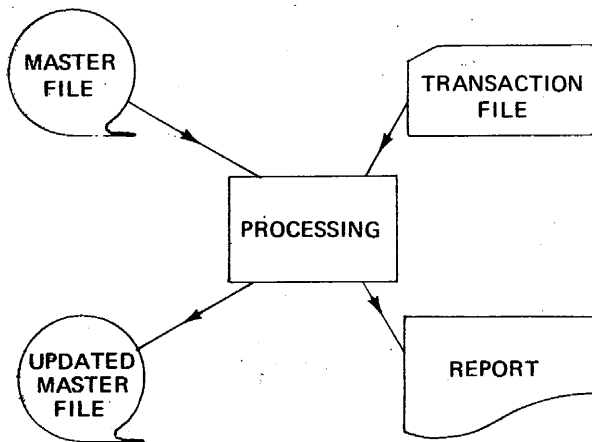 MASTER
FILE
TRANSACTION
FILE
PROCESSING
UPDATED
MASTER
FILE
REPORT